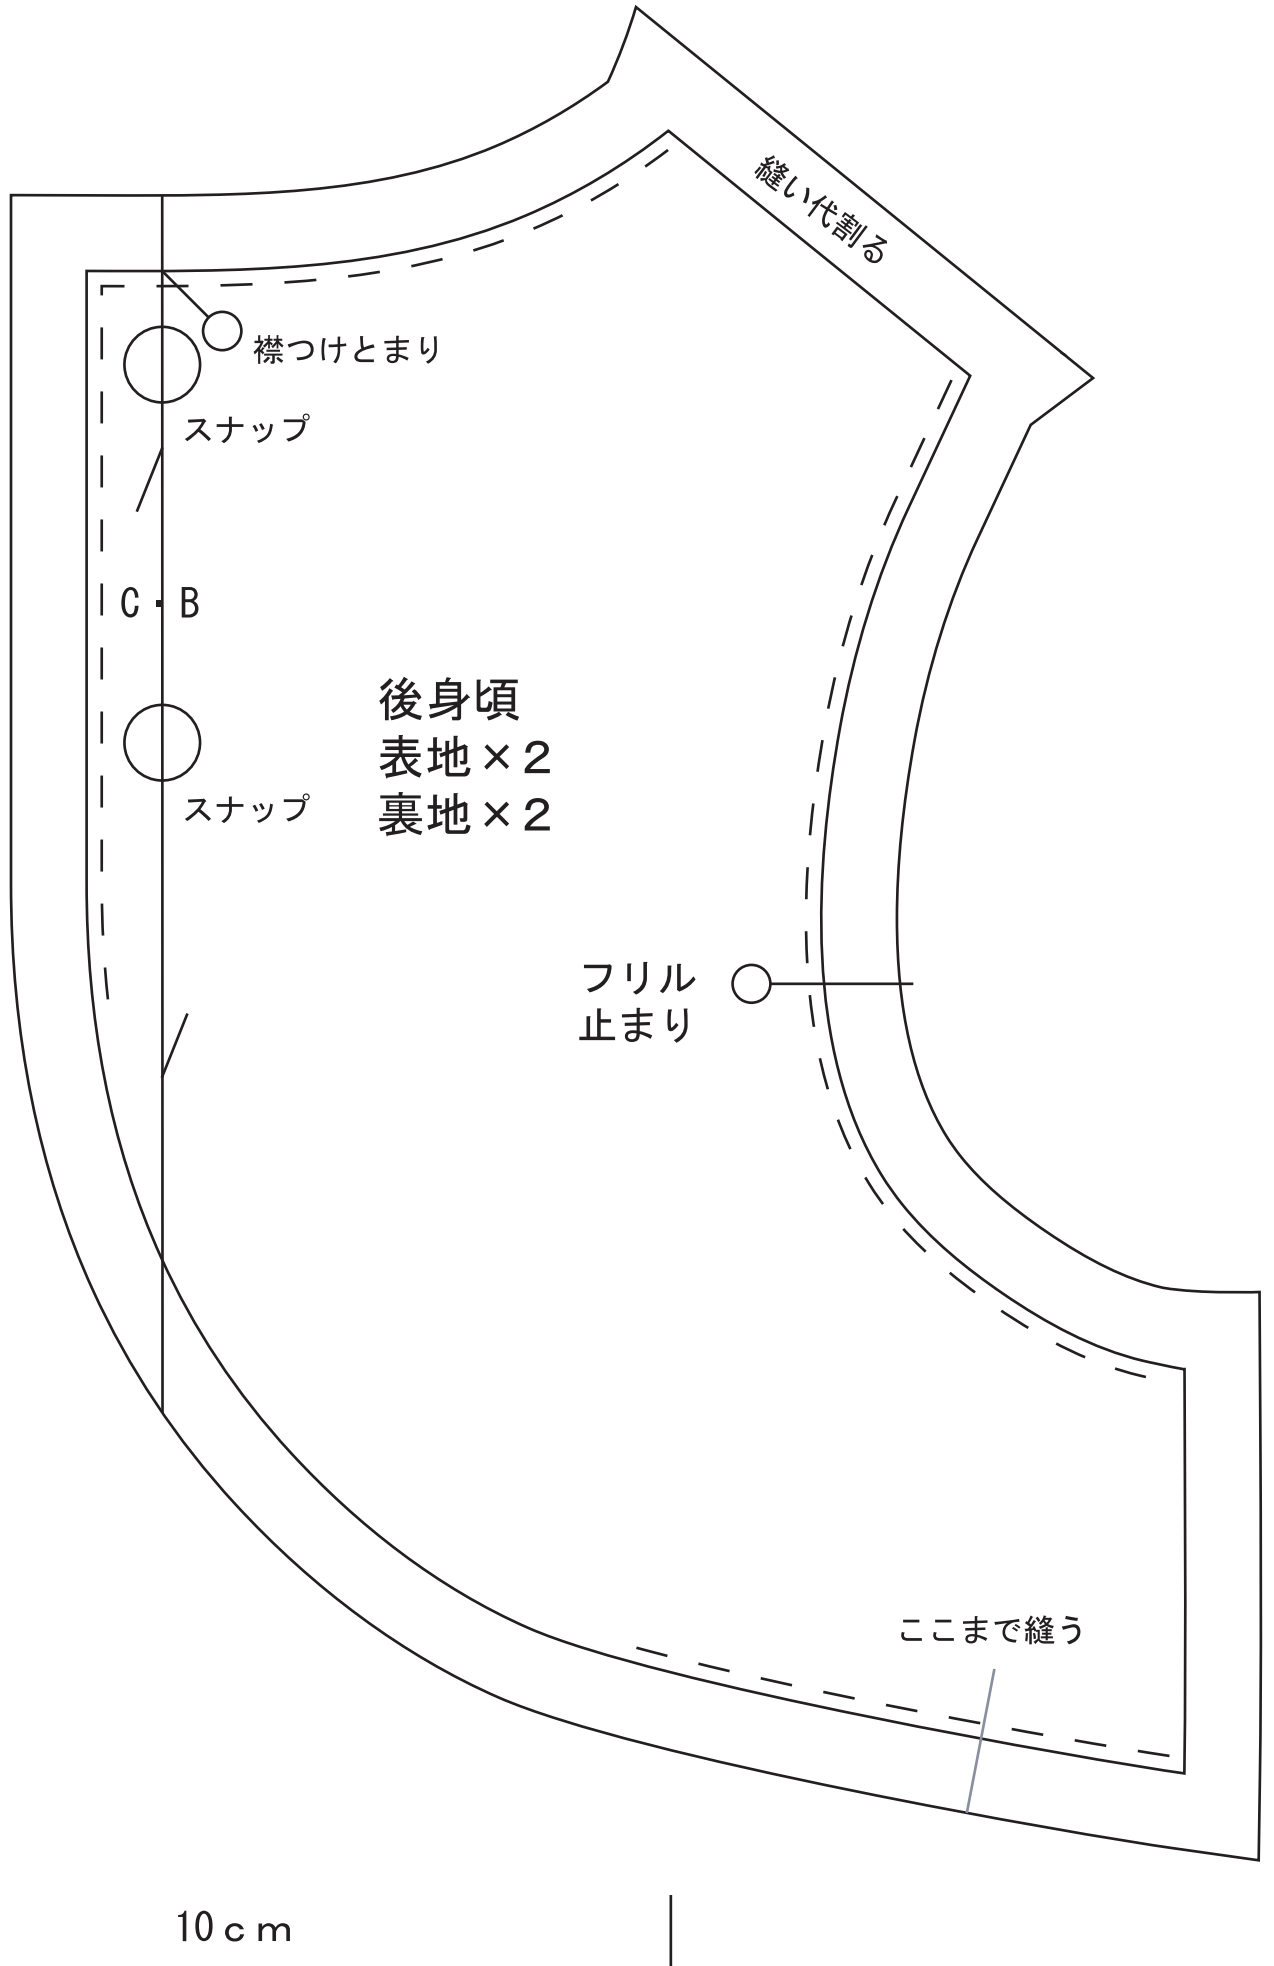 縫い代割る
襟つけとまり
スナップ
C・B
後身頃
表地×2
裏地×2
スナップ
フリル
止まり
ここまで縫う
10cm